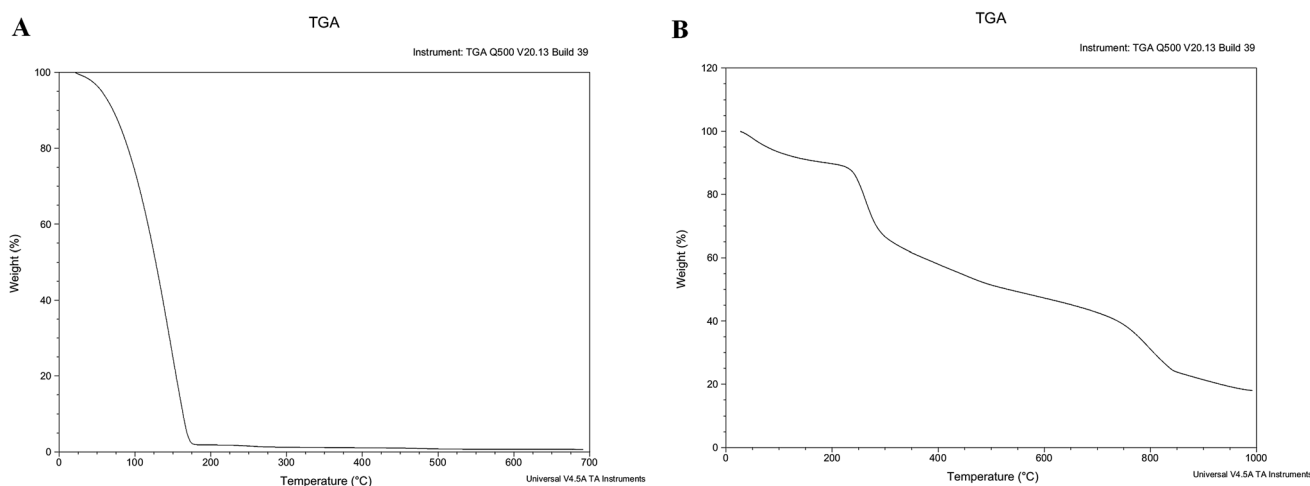 A
TGA
Instrument: TGA Q500 V20.13 Build 39
100
80
60
40
20
0
Weight (%)
0 100 200 300 400 500 600 700
Temperature (°C)
Universal V4.5A TA Instruments
B
TGA
Instrument: TGA Q500 V20.13 Build 39
120
100
80
60
40
20
0
Weight (%)
0 200 400 600 800 1000
Temperature (°C)
Universal V4.5A TA Instruments